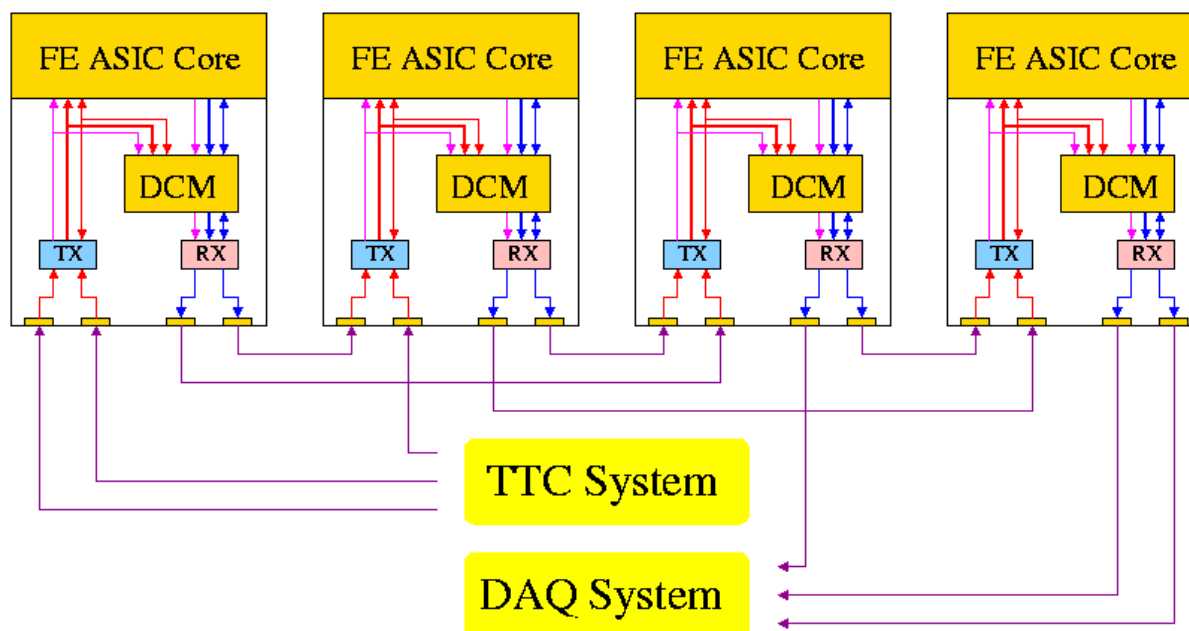 FE ASIC Core
FE ASIC Core
FE ASIC Core
FE ASIC Core
DCM
DCM
DCM
DCM
TX
RX
TX
RX
TX
RX
TX
RX
TTC System
DAQ System